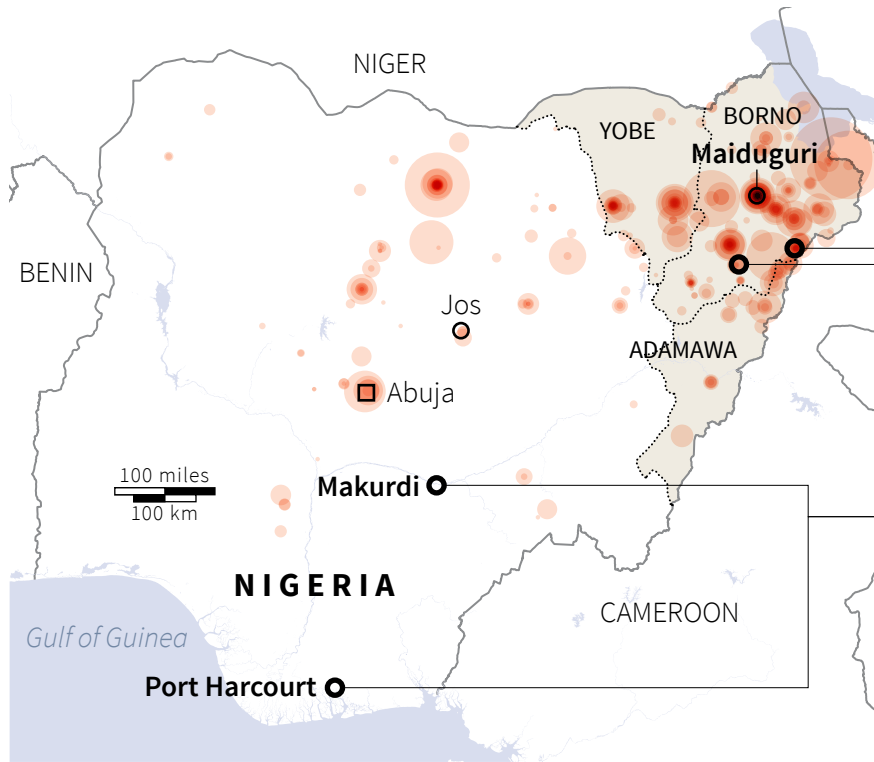 NIGER
BORNO
YOBE
Maiduguri
BENIN
Jos
ADAMAWA
Abuja
100 miles
100 km
Makurdi
NIGERIA
CAMEROON
Gulf of Guinea
Port Harcourt